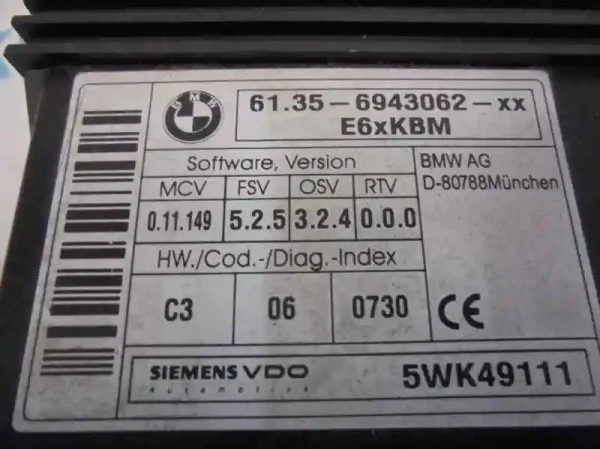 BMW
61.35 - 6943062 - xx
E6xKBM
Software, Version
BMW AG
D-80788München
MCV FSV OSV RTV
0.11.149 5.2.5 3.2.4 0.0.0
HW./Cod.-/Diag.-Index
C3 06 0730 CE
SIEMENS VDO
Automotive
5WK49111